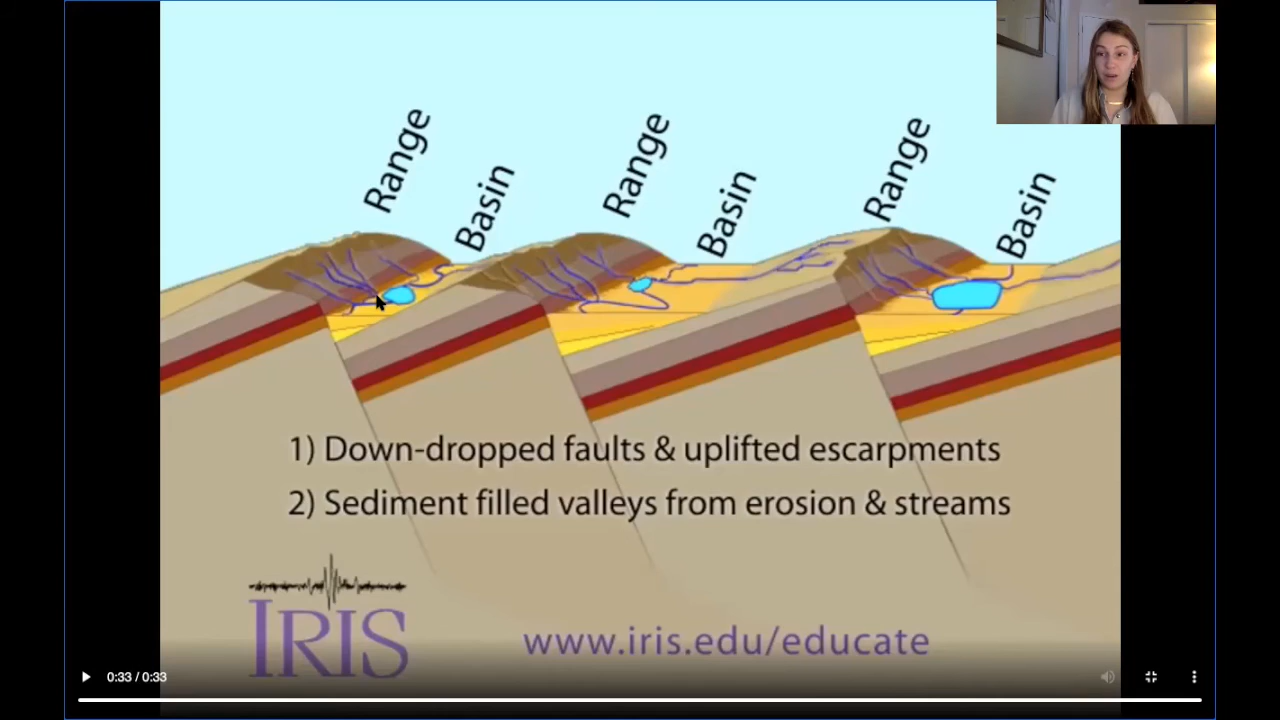 Range
Basin
Range
Basin
Range
Basin
1) Down-dropped faults & uplifted escarpments
2) Sediment filled valleys from erosion & streams
IRIS
www.iris.edu/educate
0:33 / 0:33